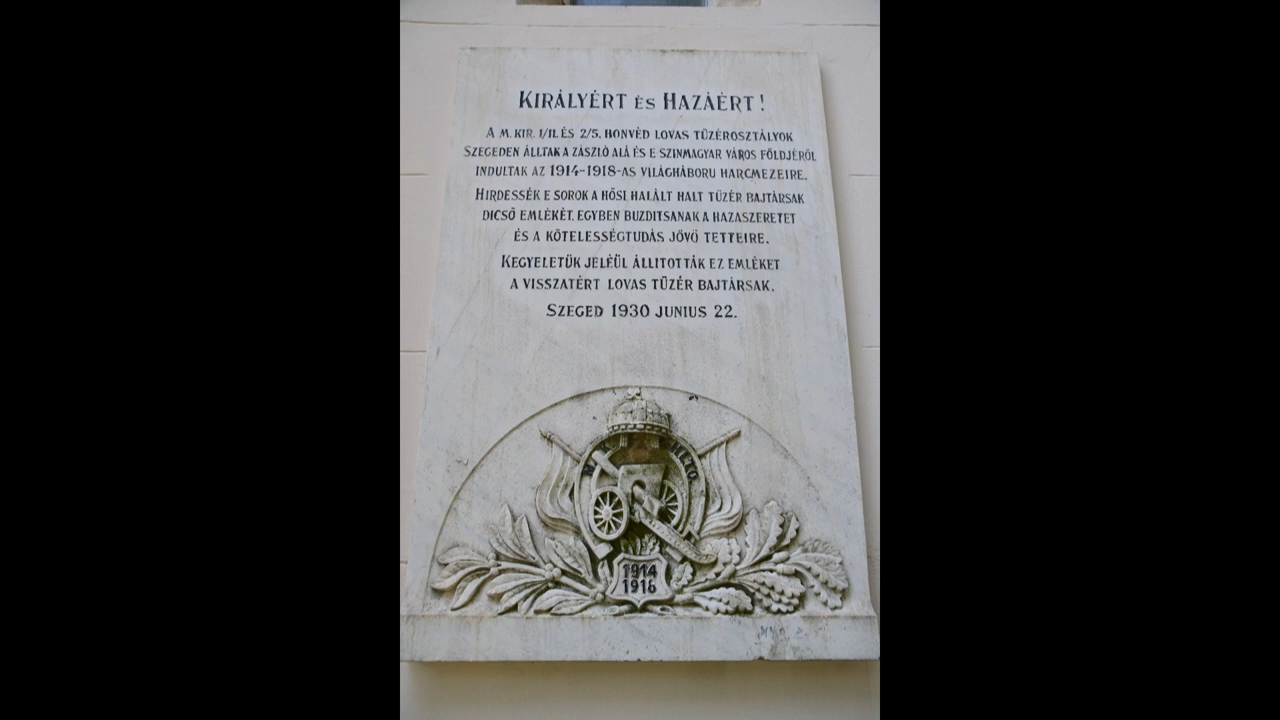 KIRÁLYÉRT ÉS HAZÁÉRT!
A M. KIR. 1/II. ÉS 2/5. HONVÉD LOVAS TÜZÉROSZTÁLYOK
SZEGEDEN ÁLLTAK A ZÁSZLÓ ALÁ ÉS E SZINMAGYAR VÁROS FÖLDJÉRŐL
INDULTAK AZ 1914-1918-AS VILÁGHÁBORU HARCMEZEIRE.
HIRDESSÉK E SOROK A HŐSI HALÁLT HALT TÜZÉR BAJTÁRSAK
DICSŐ EMLÉKÉT, EGYBEN BUZDITSANAK A HAZASZERETET
ÉS A KÖTELESSÉGTUDÁS JÖVŐ TETTEIRE.
KEGYELETÜK JELÉÜL ÁLLITOTTÁK EZ EMLÉKET
A VISSZATÉRT LOVAS TÜZÉR BAJTÁRSAK.
SZEGED 1930 JUNIUS 22.
1914
1918